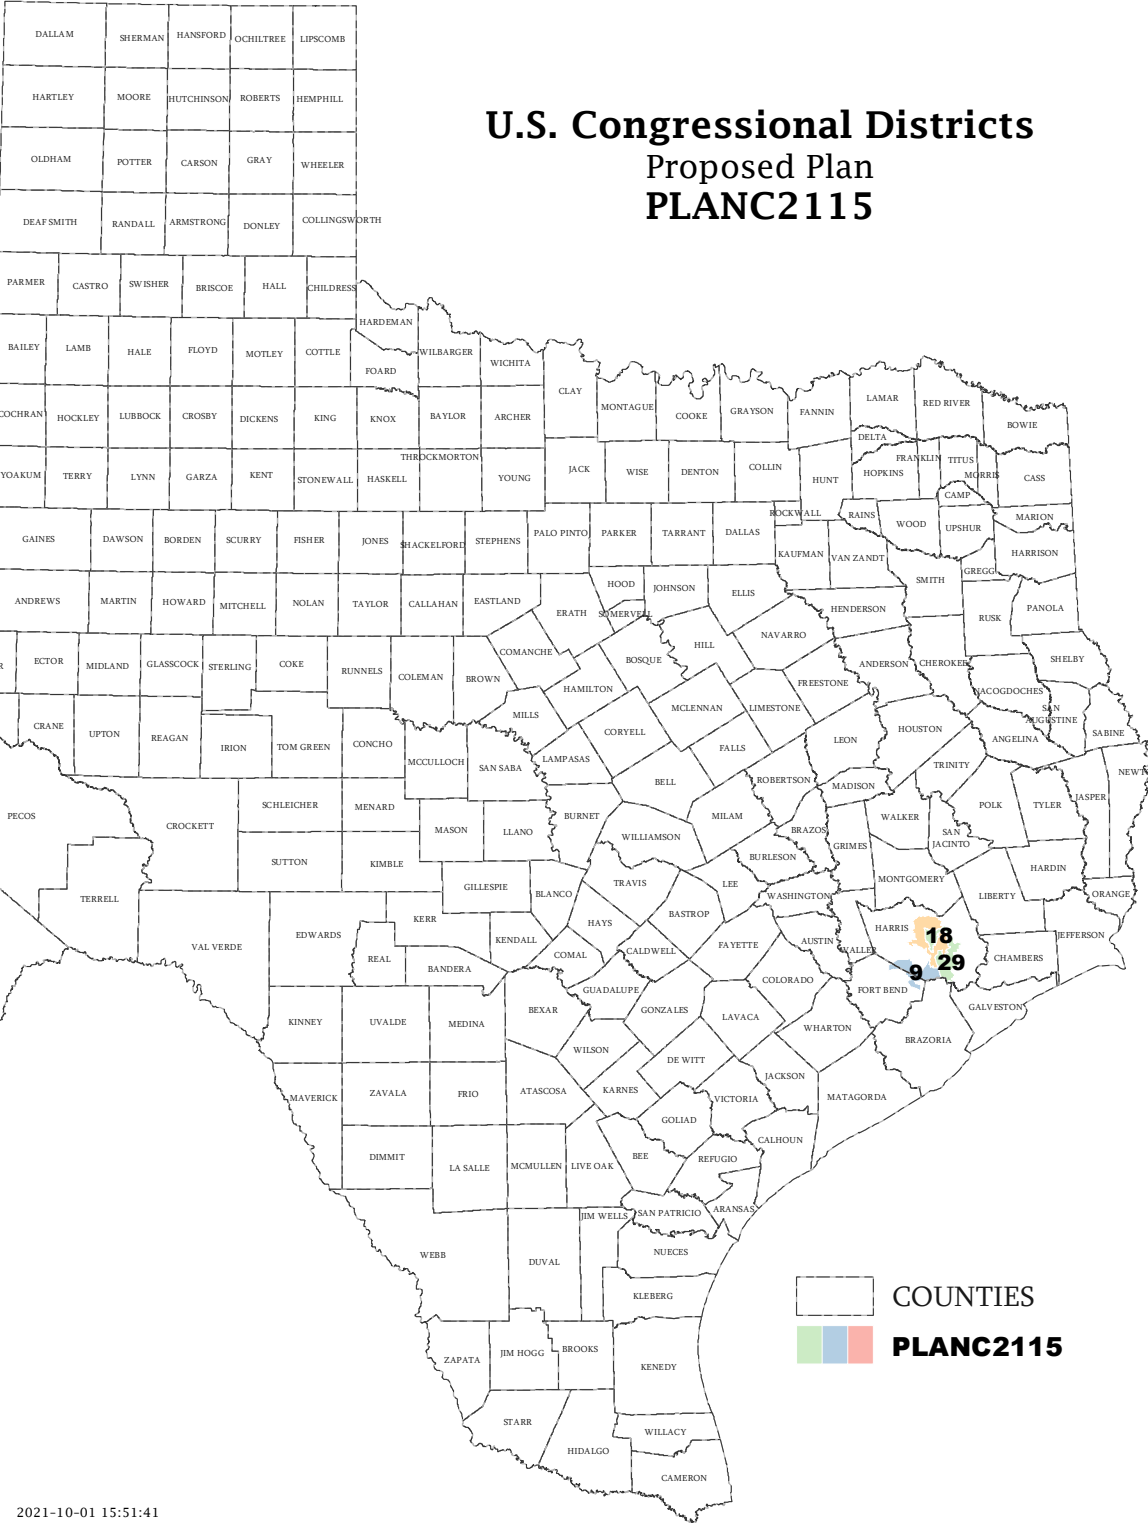 U.S. Congressional Districts
Proposed Plan
PLANC2115
DALLAM SHERMAN HANSFORD OCHILTREE LIPSCOMB
HARTLEY MOORE HUTCHINSON ROBERTS HEMPHILL
OLDHAM POTTER CARSON GRAY WHEELER
DEAF SMITH RANDALL ARMSTRONG DONLEY COLLINGSWORTH
PARMER CASTRO SWISHER BRISCOE HALL CHILDRESS
HARDEMAN
BAILEY LAMB HALE FLOYD MOTLEY COTTLE WILBARGER WICHITA
FOARD
CLAY
COCHRAN HOCKLEY LUBBOCK CROSBY DICKENS KING KNOX BAYLOR ARCHER MONTAGUE COOKE GRAYSON FANNIN LAMAR RED RIVER BOWIE
DELTA
THROCKMORTON
YOAKUM TERRY LYNN GARZA KENT STONEWALL HASKELL YOUNG JACK WISE DENTON COLLIN HUNT HOPKINS FRANKLIN TITUS MORRIS CASS
CAMP
ROCKWALL RAINS WOOD UPSHUR MARION
GAINES DAWSON BORDEN SCURRY FISHER JONES SHACKELFORD STEPHENS PALO PINTO PARKER TARRANT DALLAS KAUFMAN VAN ZANDT HARRISON
SMITH GREGG
ANDREWS MARTIN HOWARD MITCHELL NOLAN TAYLOR CALLAHAN EASTLAND ERATH HOOD JOHNSON ELLIS HENDERSON RUSK PANOLA
SOMERVELL
R ECTOR MIDLAND GLASSCOCK STERLING COKE RUNNELS COLEMAN BROWN COMANCHE BOSQUE HILL NAVARRO ANDERSON CHEROKEE SHELBY
HAMILTON FREESTONE NACOGDOCHES
CRANE UPTON REAGAN IRION TOM GREEN CONCHO MILLS CORYELL MCLENNAN LIMESTONE LEON HOUSTON SAN
AUGUSTINE
ANGELINA SABINE
MCCULLOCH SAN SABA LAMPASAS BELL FALLS ROBERTSON MADISON TRINITY NEWT
PECOS CROCKETT SCHLEICHER MENARD MASON LLANO BURNET WILLIAMSON MILAM BRAZOS GRIMES WALKER SAN
JACINTO
POLK TYLER JASPER
SUTTON KIMBLE BURLESON
TERRELL GILLESPIE BLANCO TRAVIS LEE WASHINGTON MONTGOMERY LIBERTY HARDIN ORANGE
VAL VERDE EDWARDS KERR KENDALL HAYS BASTROP FAYETTE AUSTIN WALLER HARRIS JEFFERSON
18
REAL BANDERA COMAL CALDWELL COLORADO CHAMBERS
29
9
KINNEY UVALDE MEDINA BEXAR GUADALUPE GONZALES LAVACA WHARTON FORT BEND GALVESTON
WILSON DE WITT BRAZORIA
MAVERICK ZAVALA FRIO ATASCOSA KARNES VICTORIA JACKSON MATAGORDA
GOLIAD CALHOUN
DIMMIT LA SALLE MCMULLEN LIVE OAK BEE REFUGIO
JIM WELLS SAN PATRICIO ARANSAS
WEBB DUVAL NUECES
KLEBERG
ZAPATA JIM HOGG BROOKS KENEDY
STARR HIDALGO WILLACY
CAMERON
COUNTIES
PLANC2115
2021-10-01 15:51:41